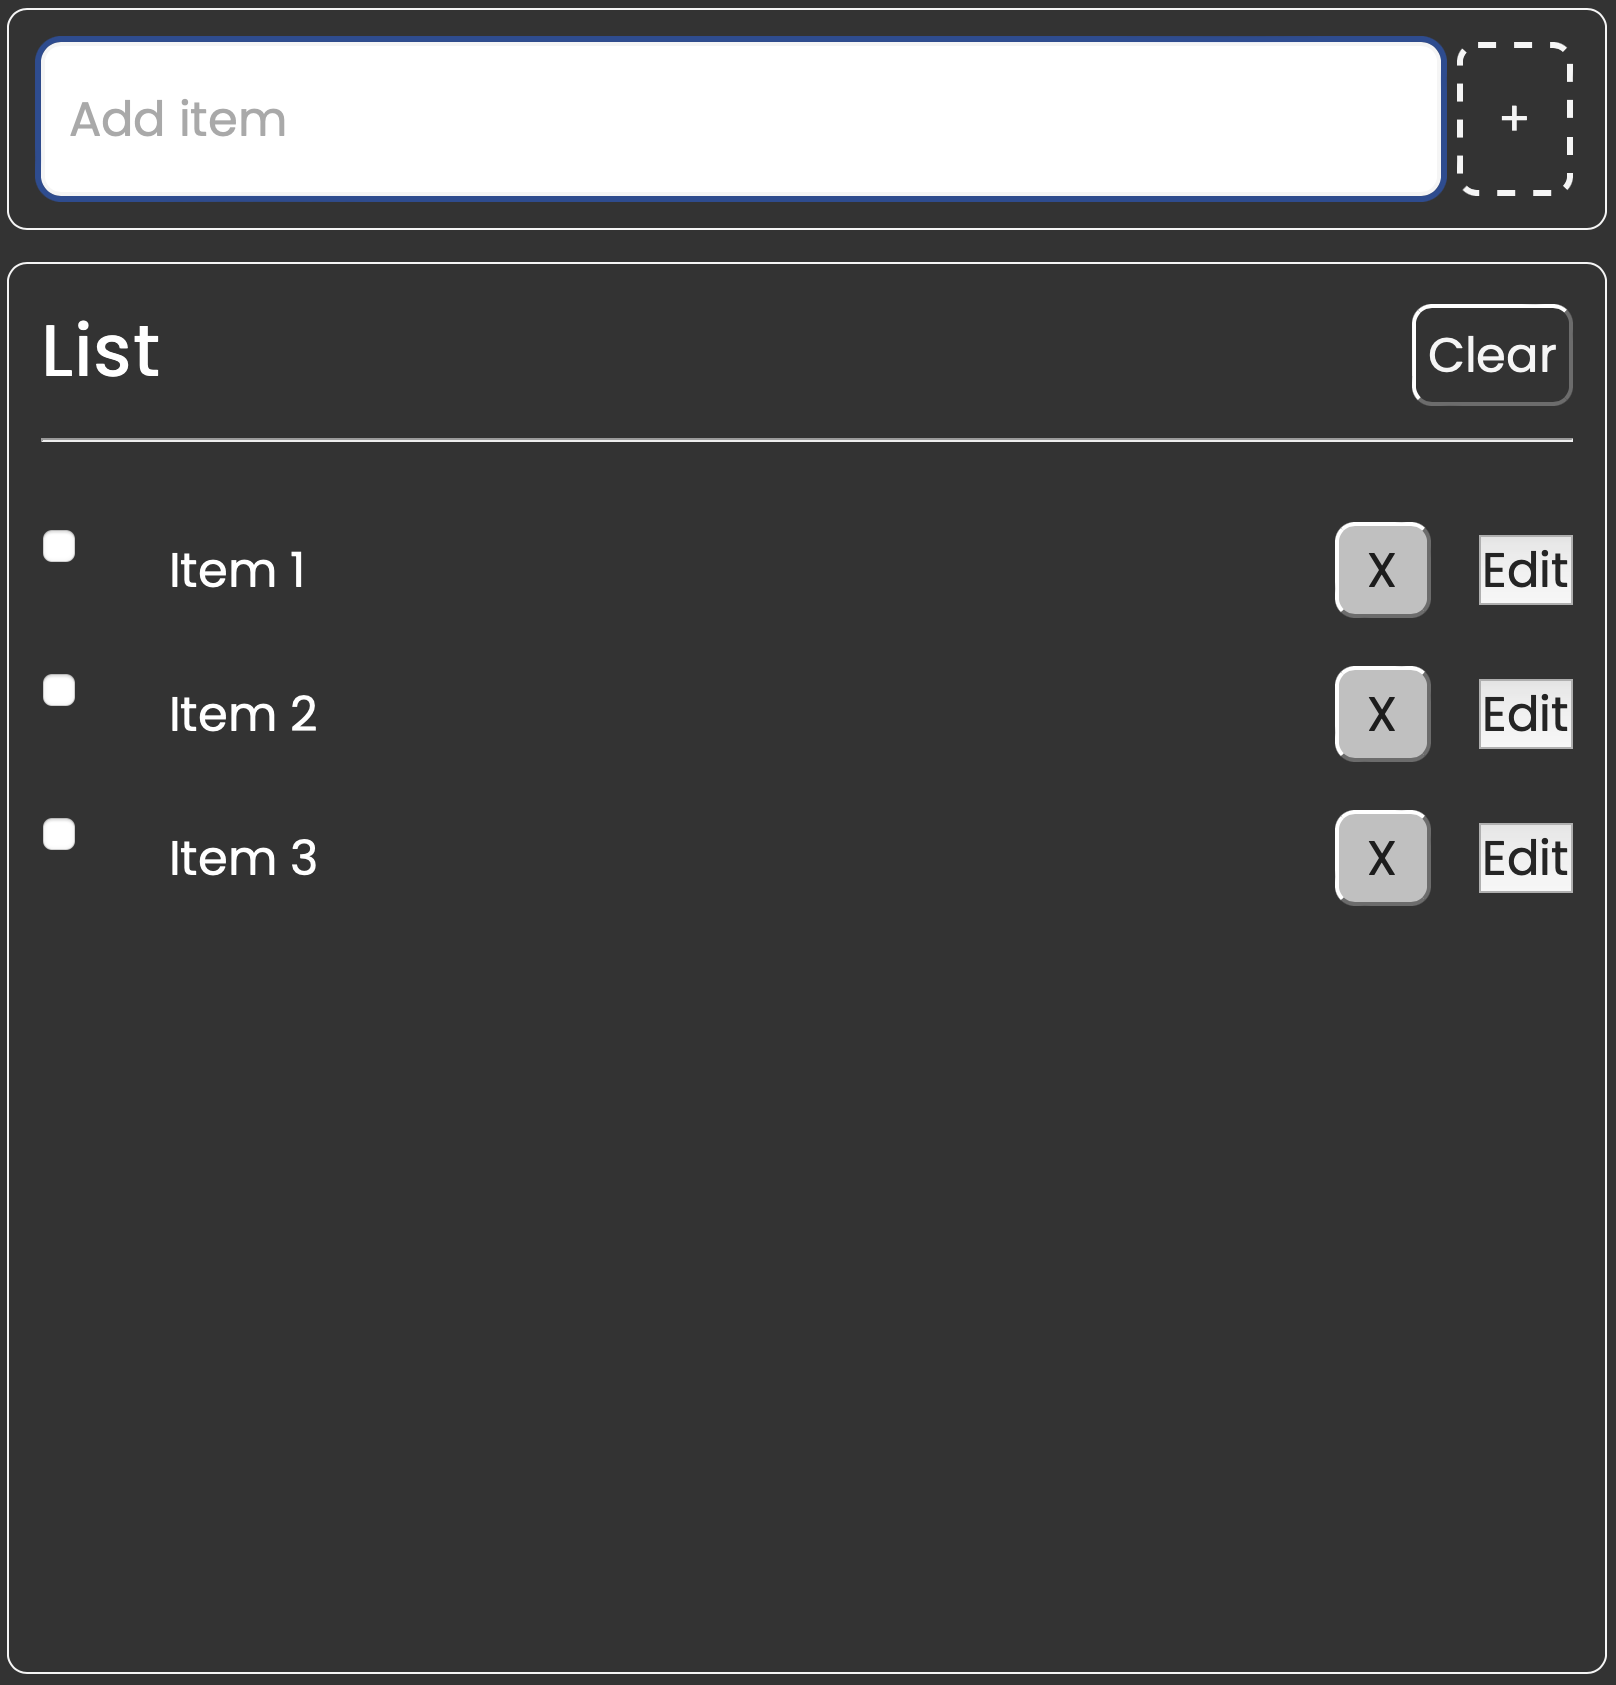 Add item +
List Clear
Item 1 X Edit
Item 2 X Edit
Item 3 X Edit